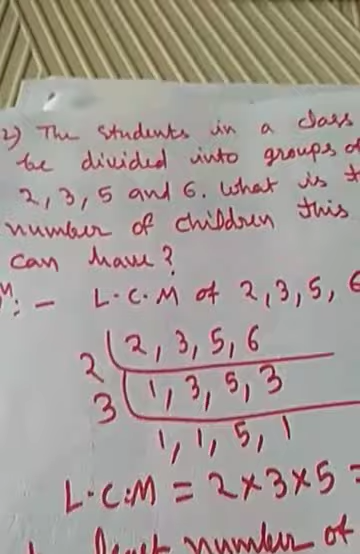 2) The students in a class
be divided into groups of
2, 3, 5 and 6. What is
number of children this
can have?
:- L.C.M of 2, 3, 5, 6
2 | 2, 3, 5, 6
3 | 1, 3, 5, 3
1, 1, 5, 1
L.C.M = 2×3×5 =
number of